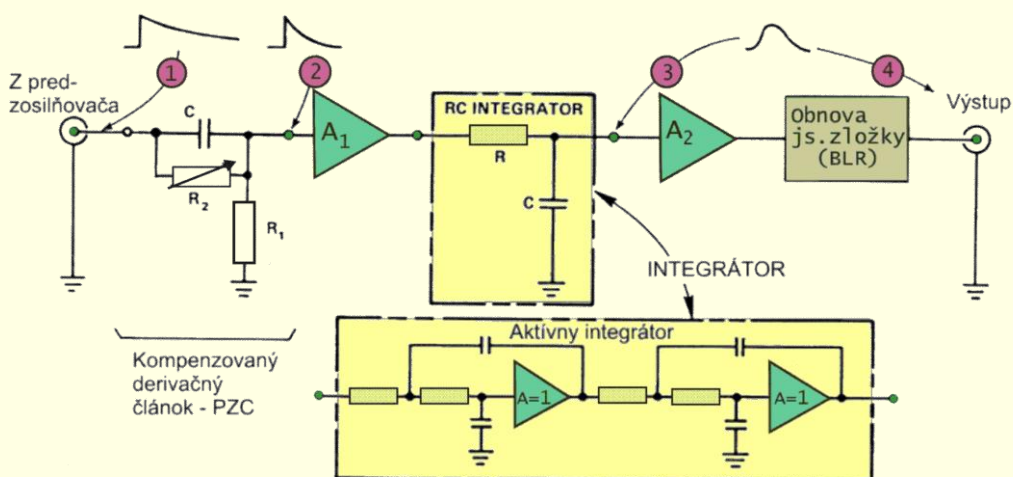 1
2
3
4
Z pred-
zosilňovača
C
R₂
R₁
A₁
RC INTEGRATOR
R
C
A₂
Obnova
js.zložky
(BLR)
Výstup
INTEGRÁTOR
Kompenzovaný
derivačný
článok - PZC
Aktívny integrátor
A=1
A=1